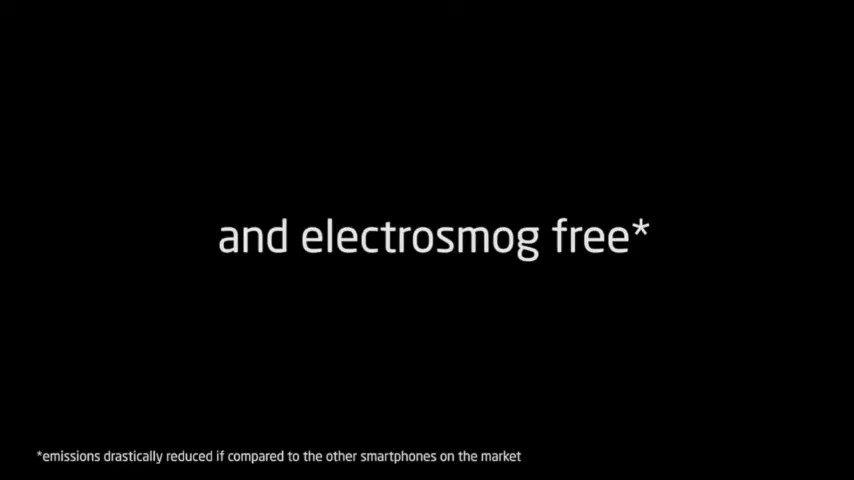 and electrosmog free*
*emissions drastically reduced if compared to the other smartphones on the market